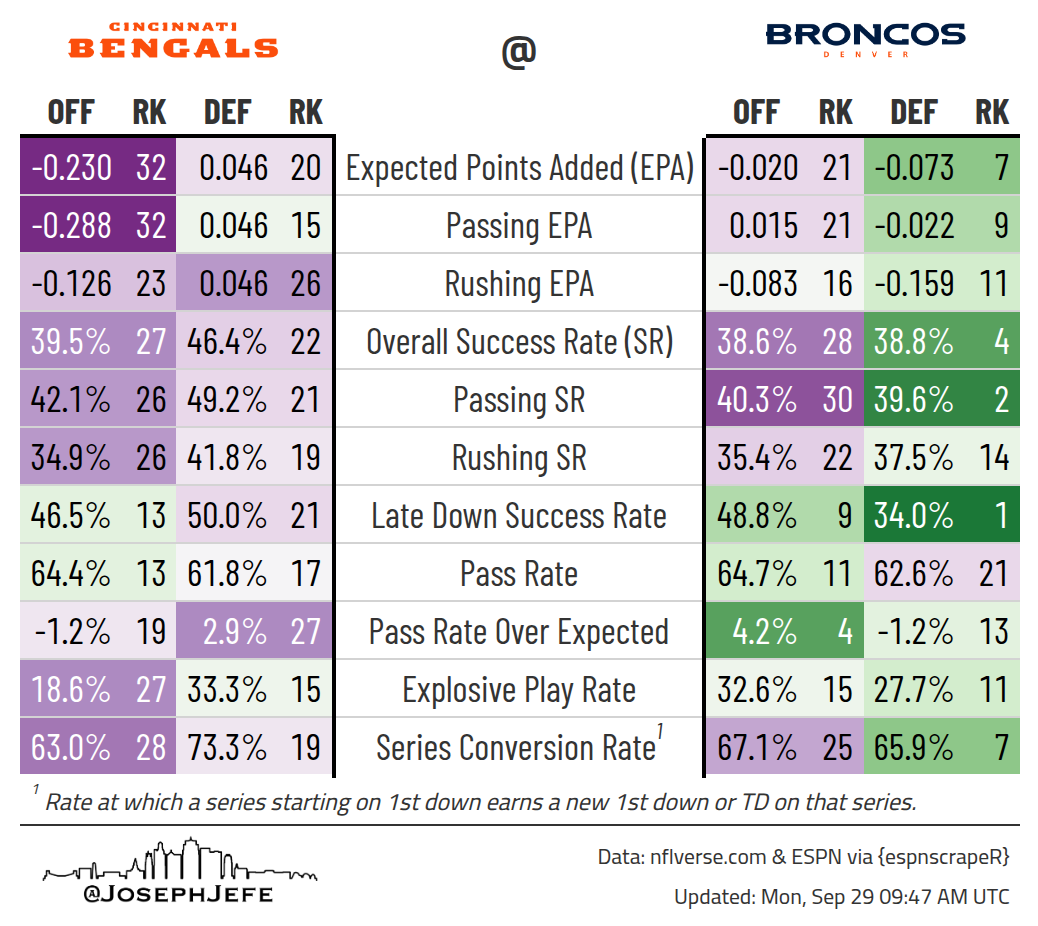 CINCINNATI
BENGALS
@
BRONCOS
DENVER
OFF RK DEF RK OFF RK DEF RK
-0.230 32 0.046 20 Expected Points Added (EPA) -0.020 21 -0.073 7
-0.288 32 0.046 15 Passing EPA 0.015 21 -0.022 9
-0.126 23 0.046 26 Rushing EPA -0.083 16 -0.159 11
39.5% 27 46.4% 22 Overall Success Rate (SR) 38.6% 28 38.8% 4
42.1% 26 49.2% 21 Passing SR 40.3% 30 39.6% 2
34.9% 26 41.8% 19 Rushing SR 35.4% 22 37.5% 14
46.5% 13 50.0% 21 Late Down Success Rate 48.8% 9 34.0% 1
64.4% 13 61.8% 17 Pass Rate 64.7% 11 62.6% 21
-1.2% 19 2.9% 27 Pass Rate Over Expected 4.2% 4 -1.2% 13
18.6% 27 33.3% 15 Explosive Play Rate 32.6% 15 27.7% 11
63.0% 28 73.3% 19 Series Conversion Rate1 67.1% 25 65.9% 7
1 Rate at which a series starting on 1st down earns a new 1st down or TD on that series.
@JOSEPHJEFE
Data: nflverse.com & ESPN via {espnscrapeR}
Updated: Mon, Sep 29 09:47 AM UTC